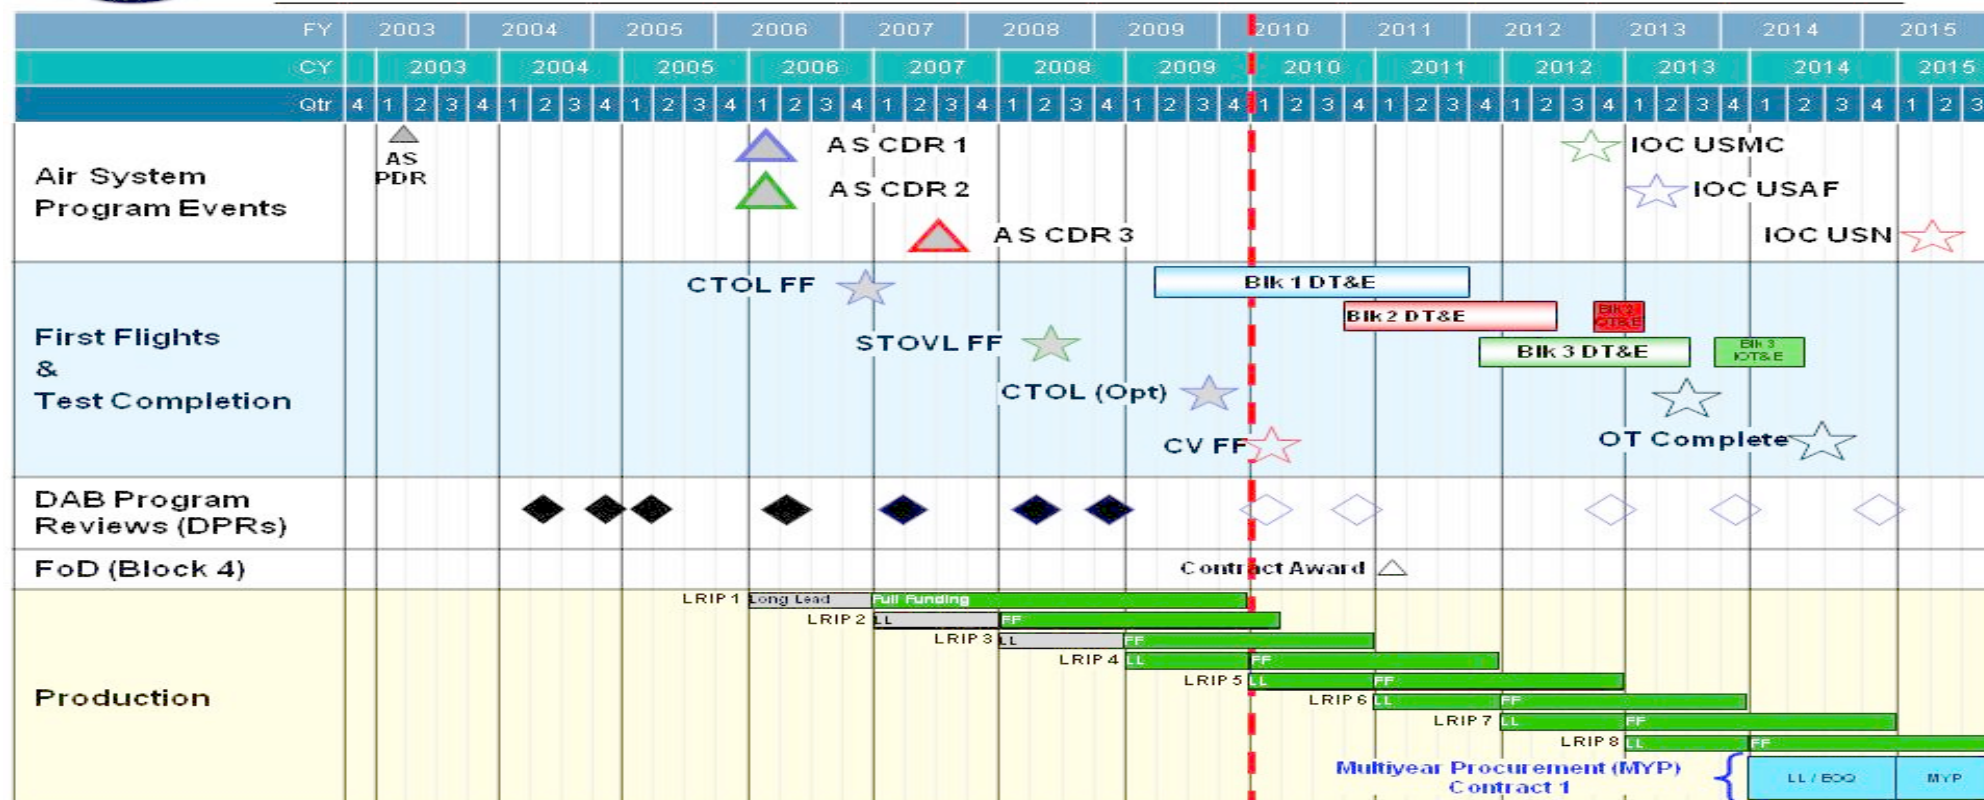 FY 2003 2004 2005 2006 2007 2008 2009 2010 2011 2012 2013 2014 2015
CY 2003 2004 2005 2006 2007 2008 2009 2010 2011 2012 2013 2014 2015
Qtr 4 1 2 3 4 1 2 3 4 1 2 3 4 1 2 3 4 1 2 3 4 1 2 3 4 1 2 3 4 1 2 3 4 1 2 3 4 1 2 3 4 1 2 3 4 1 2 3 4 1 2 3
Air System
Program Events
AS
PDR
AS CDR 1
AS CDR 2
AS CDR 3
IOC USMC
IOC USAF
IOC USN
First Flights
&
Test Completion
CTOL FF
STOVL FF
CTOL (Opt)
CV FF
Blk 1 DT&E
Blk 2 DT&E
Blk 3 DT&E
Blk 3
IOT&E
OT Complete
DAB Program
Reviews (DPRs)
FoD (Block 4)
Contract Award
Production
LRIP 1 Long Lead Full Funding
LRIP 2 LL FF
LRIP 3 LL FF
LRIP 4 LL FF
LRIP 5 LL FF
LRIP 6 LL FF
LRIP 7 LL FF
LRIP 8 LL FF
Multiyear Procurement (MYP)
Contract 1
LL / EOQ MYP